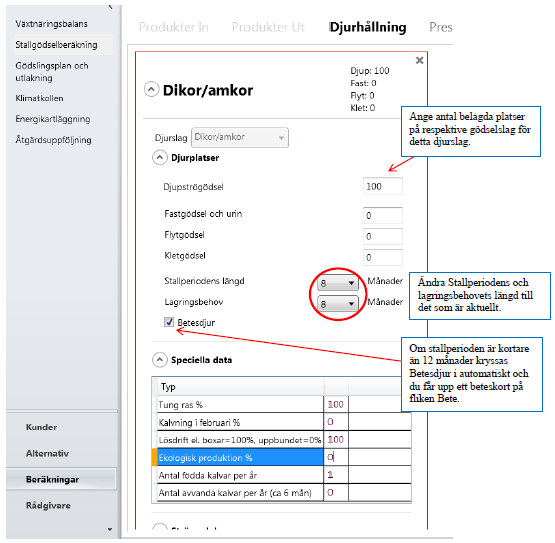 Växtnäringsbalans
Stallgödselberäkning
Gödslingsplan och
utlakning
Klimatkollen
Energikartläggning
Åtgärdsuppföljning
Kunder
Alternativ
Beräkningar
Rådgivare
Produkter In
Produkter Ut
Djurhållning
Pres
Dikor/amkor
Djup: 100
Fast: 0
Flyt: 0
Klet: 0
Djurslag Dikor/amkor
Djurplatser
Djupströgödsel 100
Fastgödsel och urin 0
Flytgödsel 0
Kletgödsel 0
Stallperiodens längd 8 Månader
Lagringsbehov 8 Månader
Betesdjur
Speciella data
Typ
Tung ras % 100
Kalvning i februari % 0
Lösdrift el. boxar=100%, uppbundet=0% 100
Ekologisk produktion % 0
Antal födda kalvar per år 1
Antal avvanda kalvar per år (ca 6 mån) 0
Ange antal belagda platser
på respektive gödselslag för
detta djurslag.
Ändra Stallperiodens och
lagringsbehovets längd till
det som är aktuellt.
Om stallperioden är kortare
än 12 månader kryssas
Betesdjur i automatiskt och
du får upp ett beteskort på
fliken Bete.